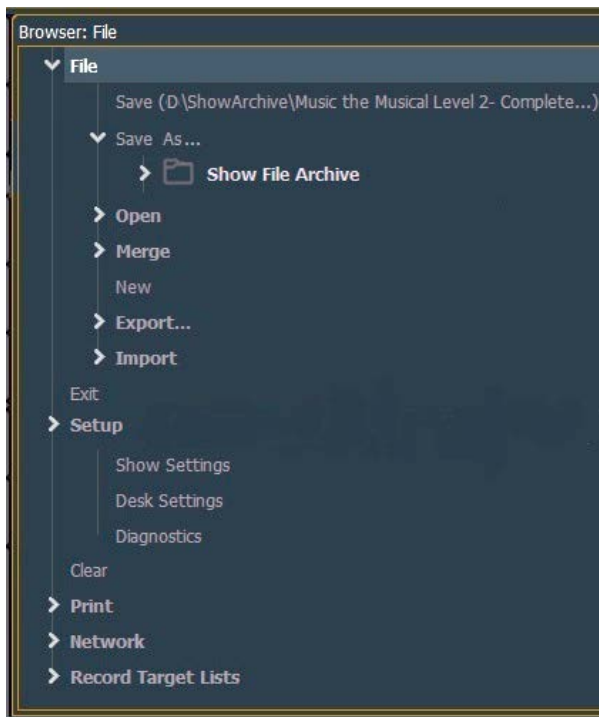 Browser: File
File
Save (D\ShowArchive\Music the Musical Level 2- Complete...)
Save As...
Show File Archive
Open
Merge
New
Export...
Import
Exit
Setup
Show Settings
Desk Settings
Diagnostics
Clear
Print
Network
Record Target Lists